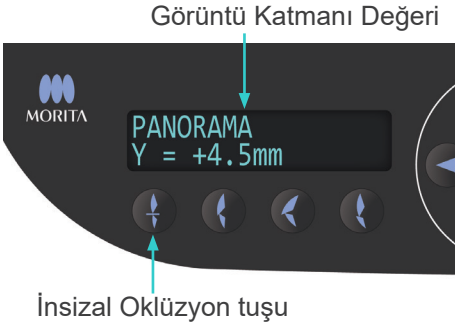 Görüntü Katmanı Değeri
MORITA
PANORAMA
Y = +4.5mm
İnsizal Oklüzyon tuşu